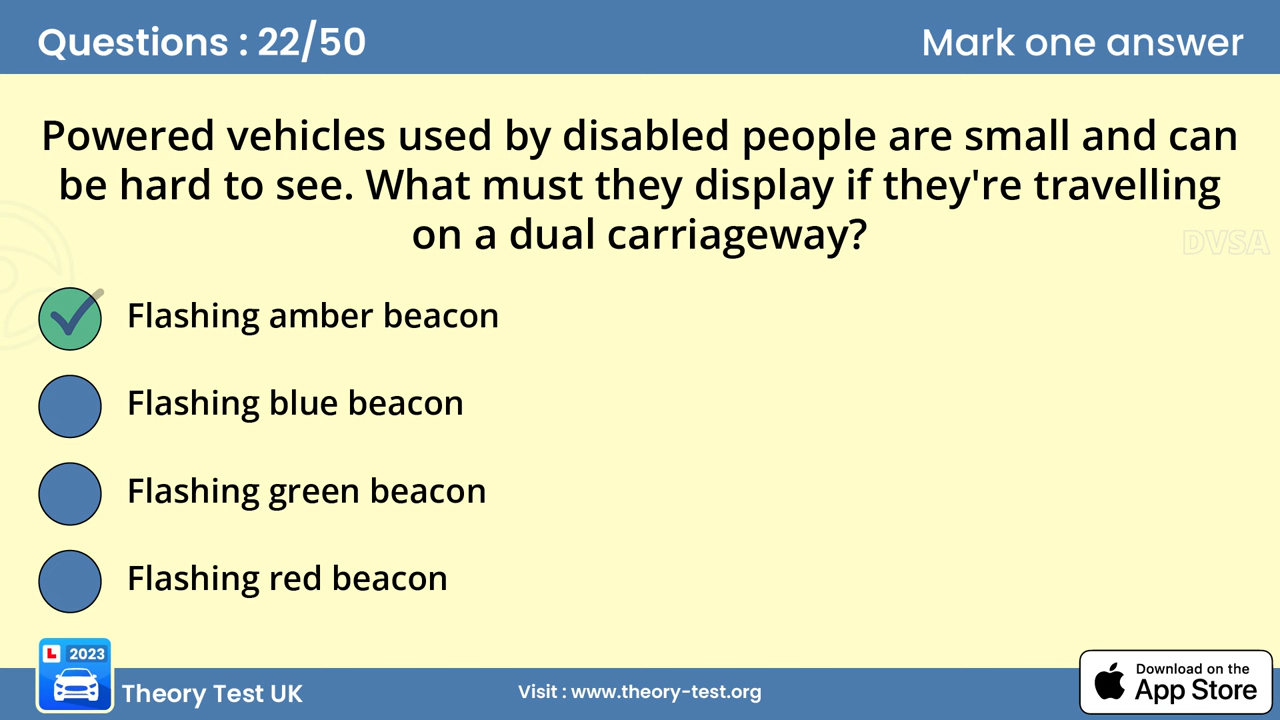 Questions : 22/50
Mark one answer
Powered vehicles used by disabled people are small and can
be hard to see. What must they display if they're travelling
on a dual carriageway?
DVSA
Flashing amber beacon
Flashing blue beacon
Flashing green beacon
Flashing red beacon
L 2023
Theory Test UK
Visit : www.theory-test.org
Download on the
App Store